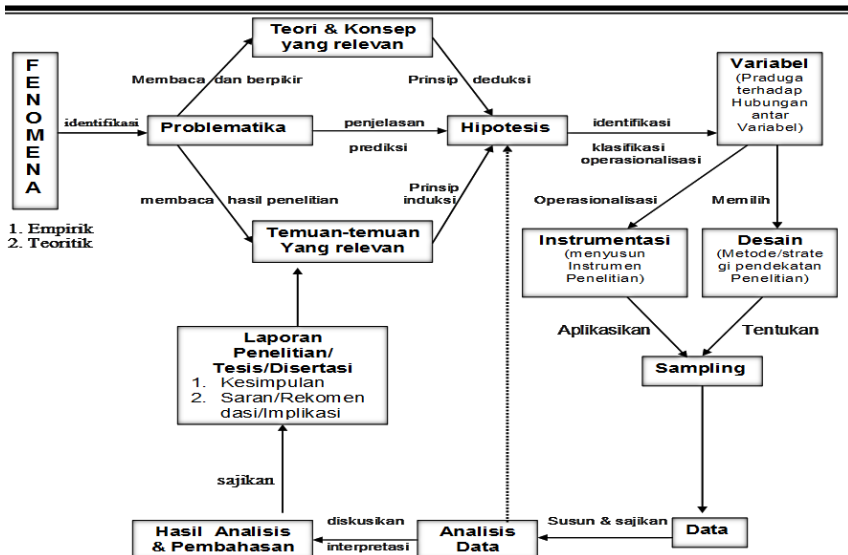 FENOMENA
1. Empirik
2. Teoritik
identifikasi
Problematika
Membaca dan berpikir
Teori & Konsep
yang relevan
Prinsip deduksi
penjelasan
prediksi
membaca hasil penelitian
Temuan-temuan
Yang relevan
Prinsip
induksi
Hipotesis
identifikasi
klasifikasi
operasionalisasi
Variabel
(Praduga
terhadap
Hubungan
antar
Variabel)
Operasionalisasi
Memilih
Instrumentasi
(menyusun
Instrumen
Penelitian)
Desain
(Metode/strate
gi pendekatan
Penelitian)
Aplikasikan
Tentukan
Sampling
Data
Susun & sajikan
Analisis
Data
diskusikan
interpretasi
Hasil Analisis
& Pembahasan
sajikan
Laporan
Penelitian/
Tesis/Disertasi
1. Kesimpulan
2. Saran/Rekomen
dasi/Implikasi